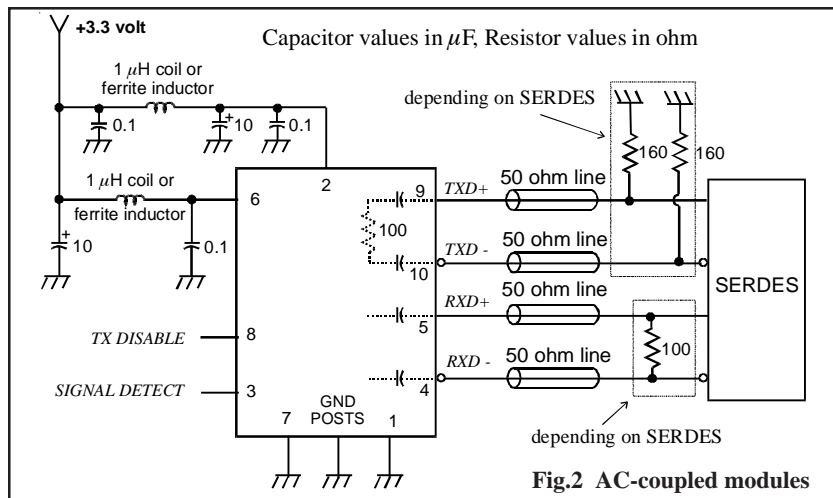 +3.3 volt
Capacitor values in µF, Resistor values in ohm
1 µH coil or
ferrite inductor
depending on SERDES
0.1
+
10
0.1
160
160
2
1 µH coil or
ferrite inductor
6
9
TXD+
50 ohm line
100
+
10
0.1
10
TXD -
50 ohm line
SERDES
5
RXD+
50 ohm line
TX DISABLE
8
100
SIGNAL DETECT
3
4
RXD -
50 ohm line
GND
POSTS
7
1
depending on SERDES
Fig.2 AC-coupled modules